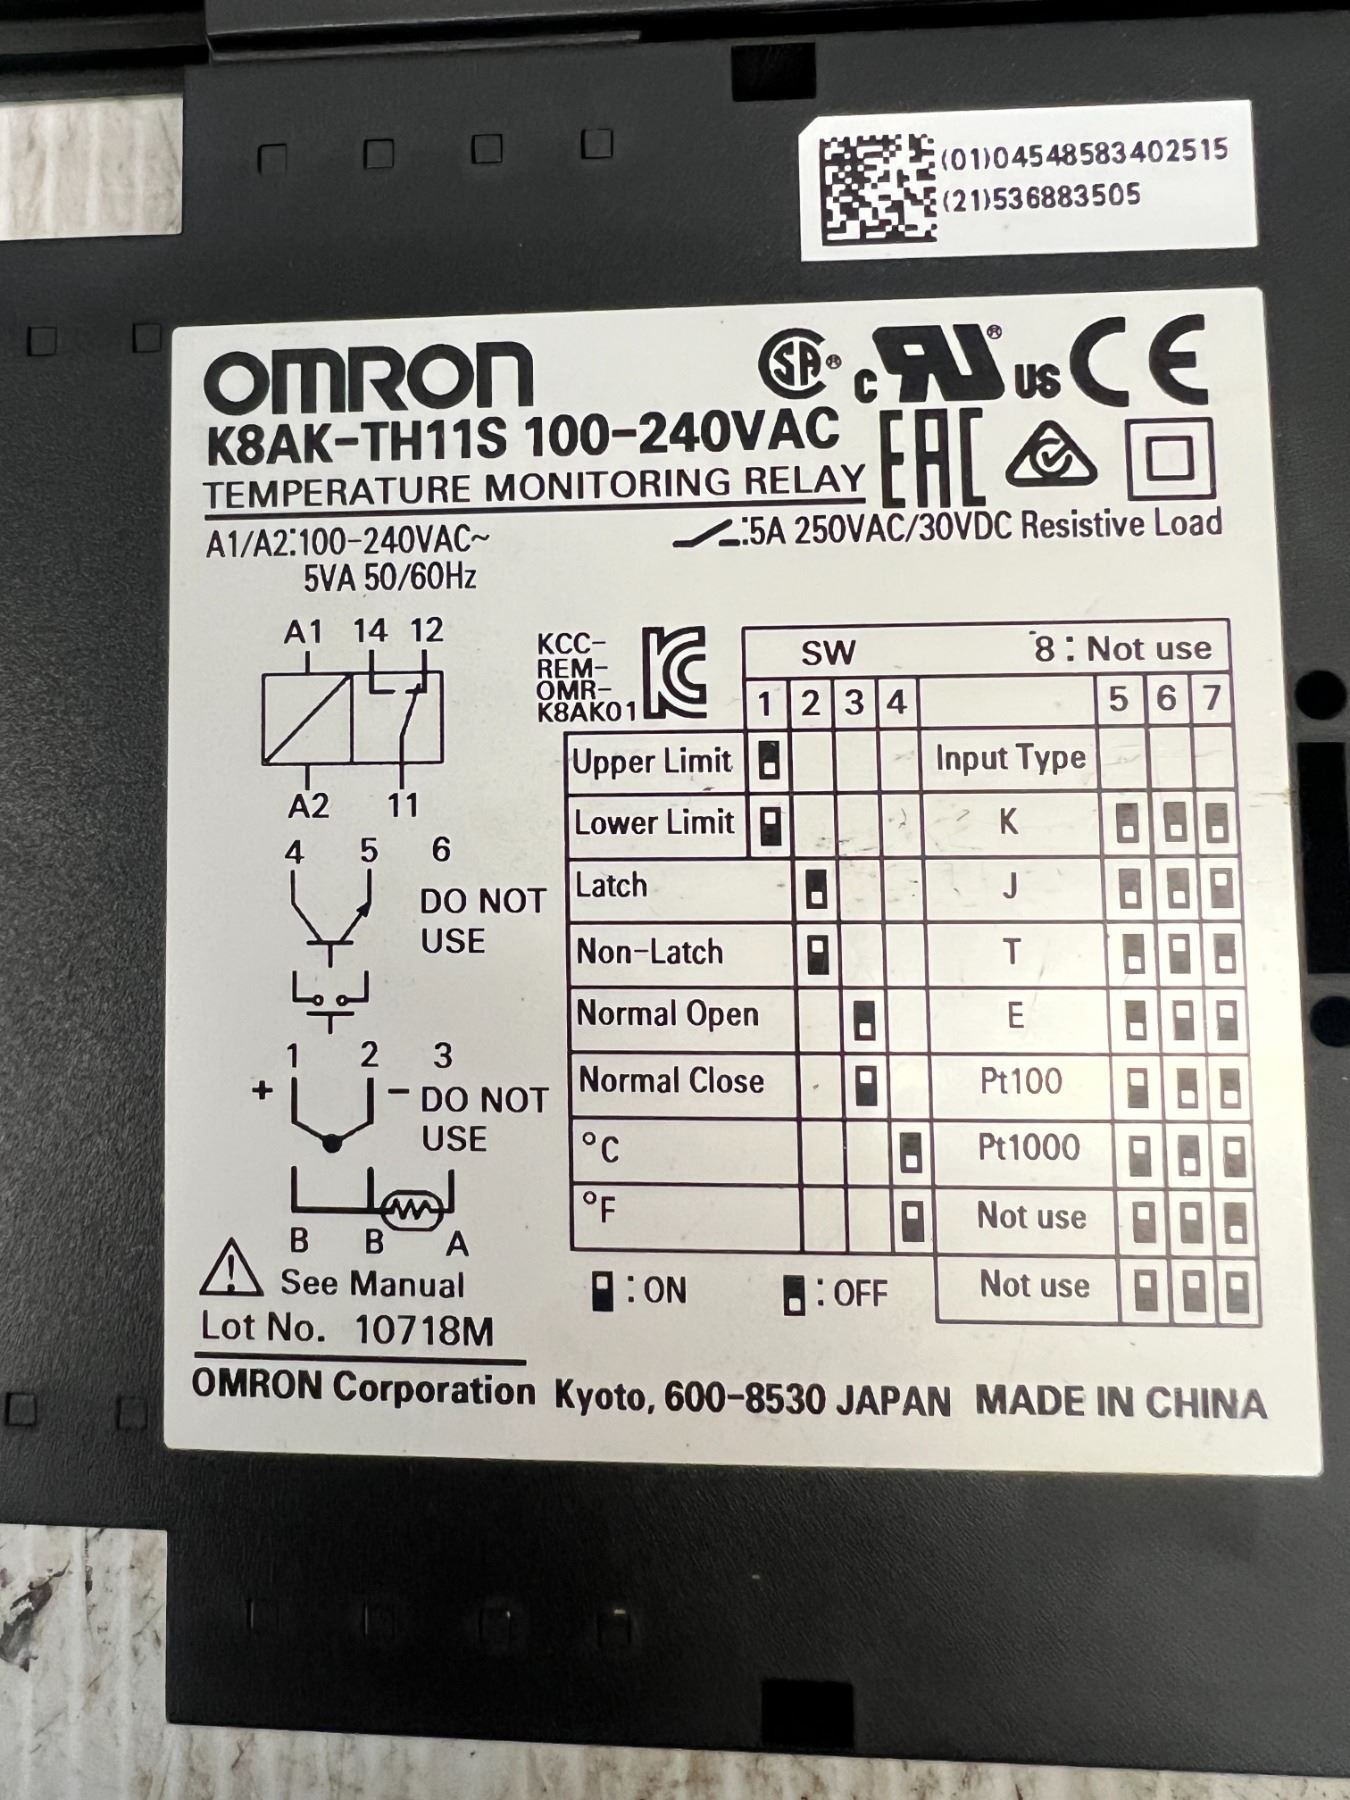 (01)04548583402515
(21)536883505
OMRON
SA® c RU® US CE
K8AK-TH11S 100-240VAC
EAC
TEMPERATURE MONITORING RELAY
A1/A2:100-240VAC~
5VA 50/60Hz
:5A 250VAC/30VDC Resistive Load
A1 14 12
A2 11
4 5 6
DO NOT
USE
1 2 3
+ −
DO NOT
USE
B B A
KCC-
REM-
OMR-
K8AK01
SW 8 : Not use
1 2 3 4 5 6 7
Upper Limit Input Type
Lower Limit K
Latch J
Non-Latch T
Normal Open E
Normal Close Pt100
°C Pt1000
°F Not use
Not use
:ON :OFF
See Manual
Lot No. 10718M
OMRON Corporation Kyoto, 600-8530 JAPAN MADE IN CHINA